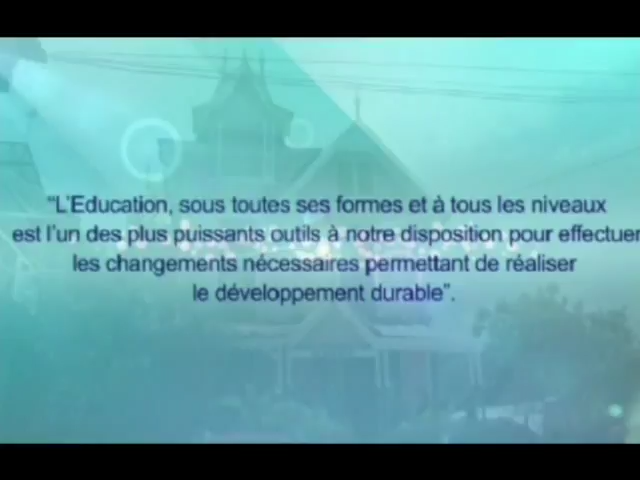 “L'Education, sous toutes ses formes et à tous les niveaux
est l'un des plus puissants outils à notre disposition pour effectuer
les changements nécessaires permettant de réaliser
le développement durable”.